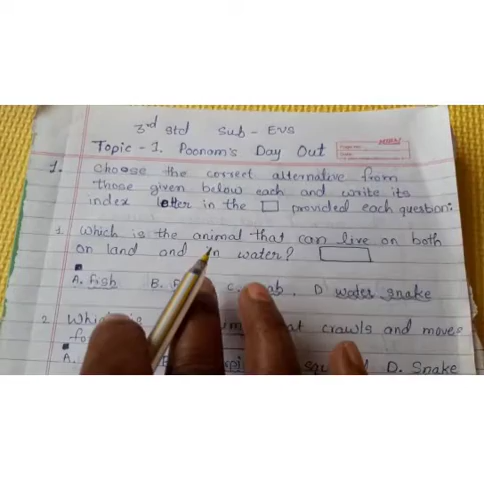 3rd Std Sub - EVS
Topic - 1. Poonam's Day Out
1. Choose the correct alternative from
those given below each and write its
index letter in the provided each question:
1. Which is the animal that can live on both
on land and in water?
A. fish B. C. D water snake
2. crawls and moves
A. D. Snake